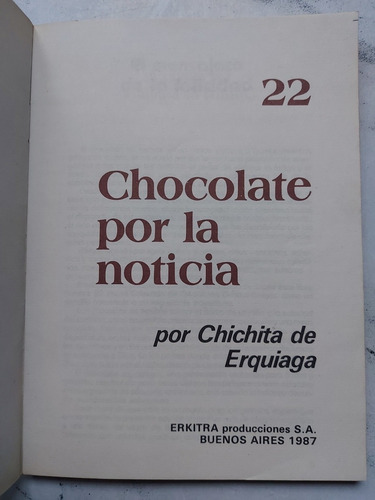 22
Chocolate
por la
noticia
por Chichita de
Erquiaga
ERKITRA producciones S.A.
BUENOS AIRES 1987